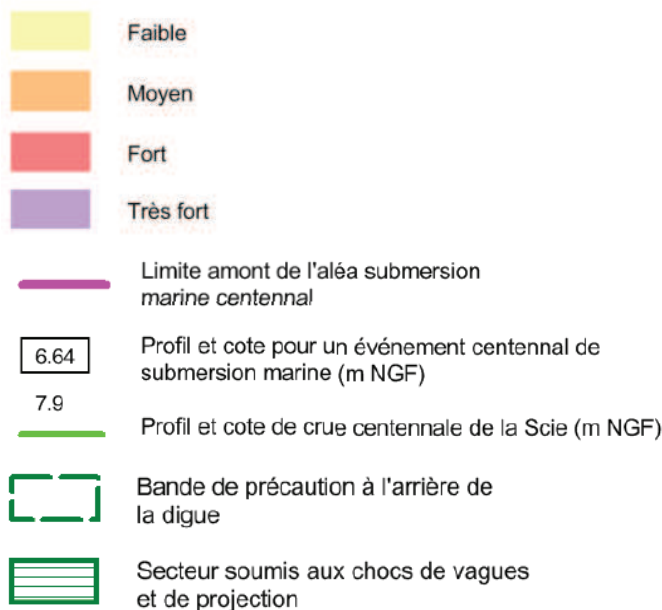 Faible
Moyen
Fort
Très fort
Limite amont de l'aléa submersion
marine centennal
6.64
Profil et cote pour un événement centennal de
submersion marine (m NGF)
7.9
Profil et cote de crue centennale de la Scie (m NGF)
Bande de précaution à l'arrière de
la digue
Secteur soumis aux chocs de vagues
et de projection